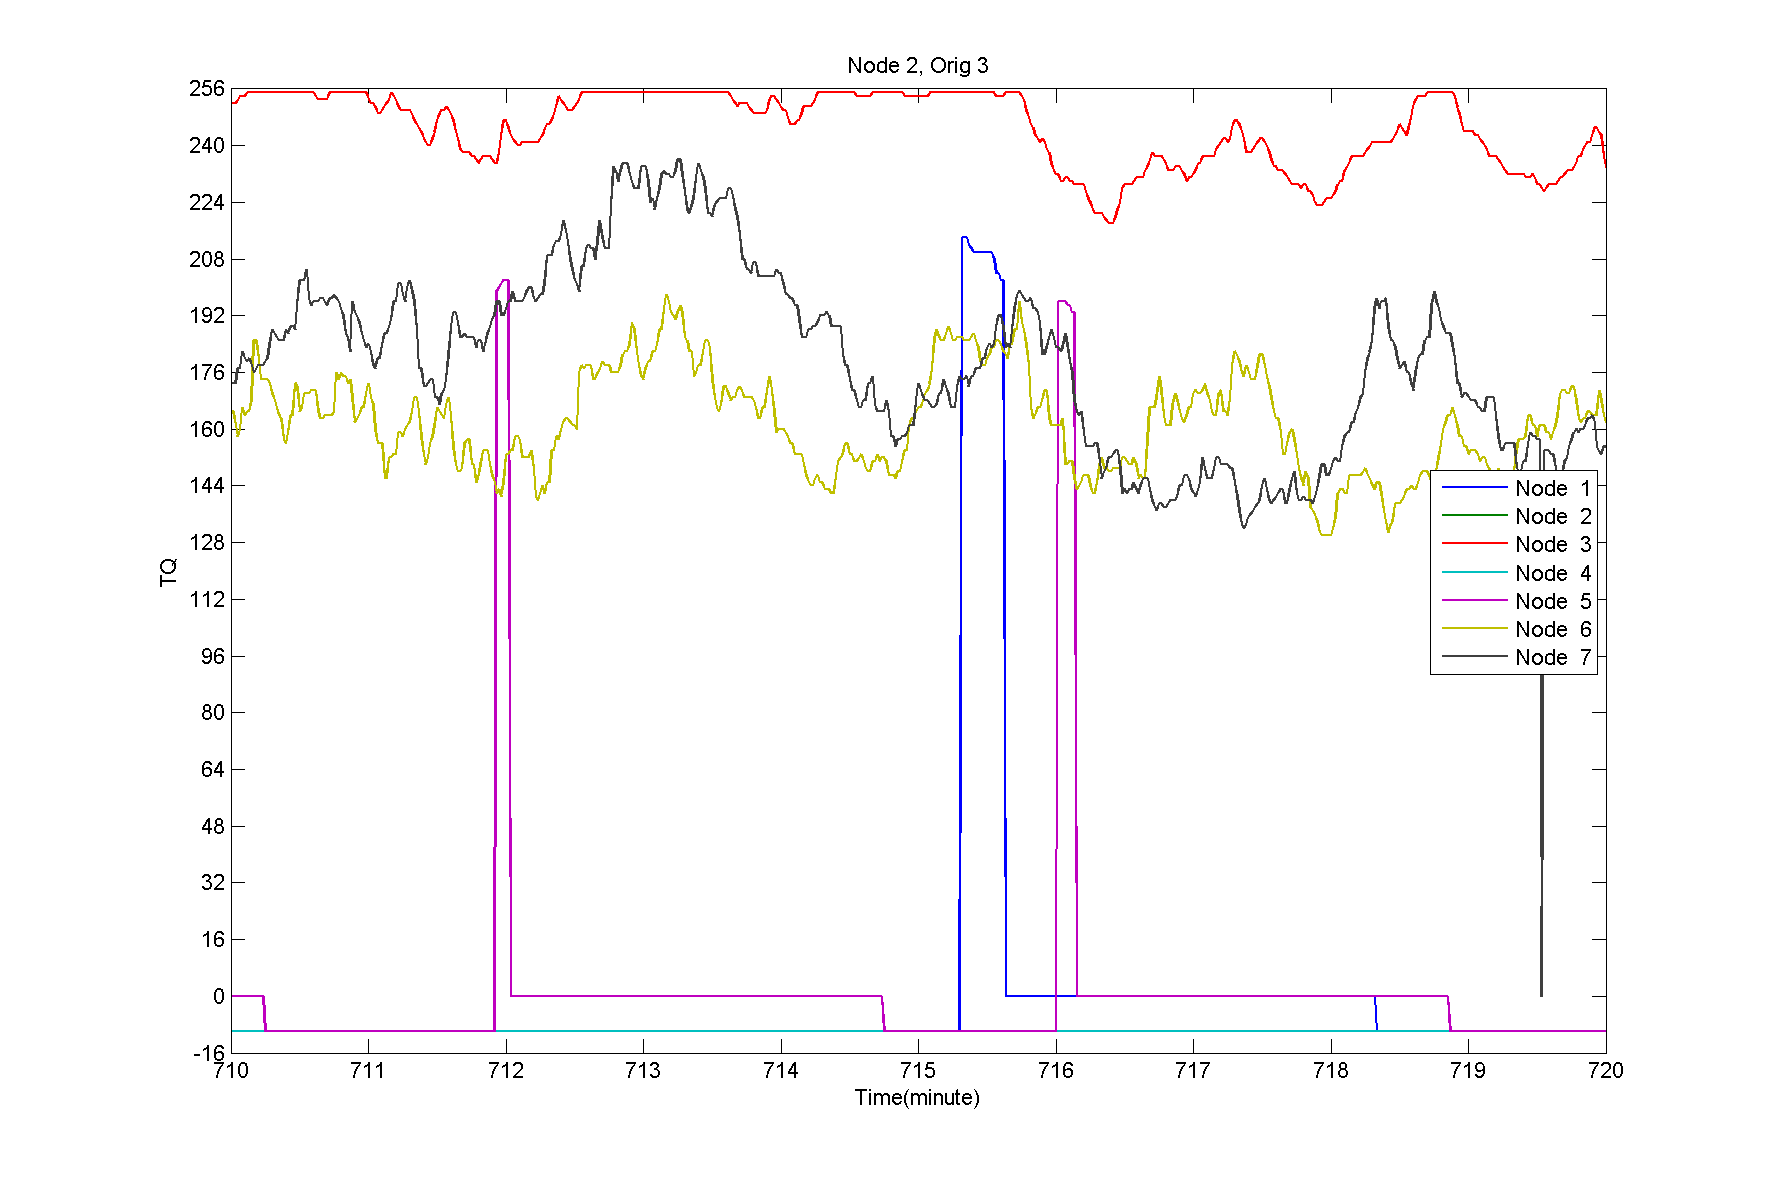 Node 2, Orig 3
256
240
224
208
192
176
160
144
128
112
96
80
64
48
32
16
0
-16
TQ
Node 1
Node 2
Node 3
Node 4
Node 5
Node 6
Node 7
710 711 712 713 714 715 716 717 718 719 720
Time(minute)